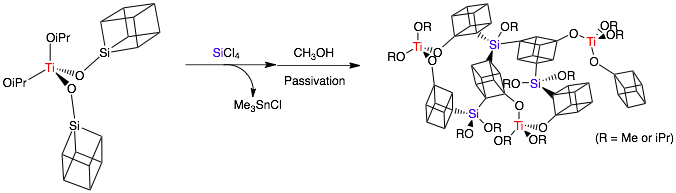 OiPr
Si
Ti
OiPr
O
O
Si
SiCl4
CH3OH
Passivation
Me3SnCl
OR
RO
Ti
O
O
OR
Si
O
Ti
OR
OR
O
RO
Si
OR
O
Si
RO
OR
Ti
O
OR
OR
(R = Me or iPr)